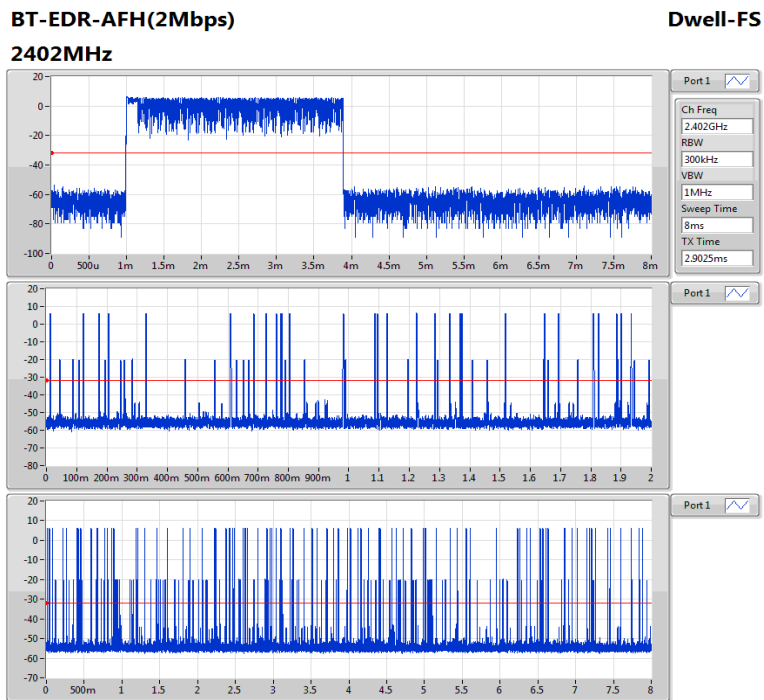 BT-EDR-AFH(2Mbps) Dwell-FS
2402MHz
20
0
-20
-40
-60
-80
-100
0 500u 1m 1.5m 2m 2.5m 3m 3.5m 4m 4.5m 5m 5.5m 6m 6.5m 7m 7.5m 8m
Port 1
Ch Freq
2.402GHz
RBW
300kHz
VBW
1MHz
Sweep Time
8ms
TX Time
2.9025ms
20
10
0
-10
-20
-30
-40
-50
-60
-70
-80
0 100m 200m 300m 400m 500m 600m 700m 800m 900m 1 1.1 1.2 1.3 1.4 1.5 1.6 1.7 1.8 1.9 2
Port 1
20
10
0
-10
-20
-30
-40
-50
-60
-70
0 500m 1 1.5 2 2.5 3 3.5 4 4.5 5 5.5 6 6.5 7 7.5 8
Port 1